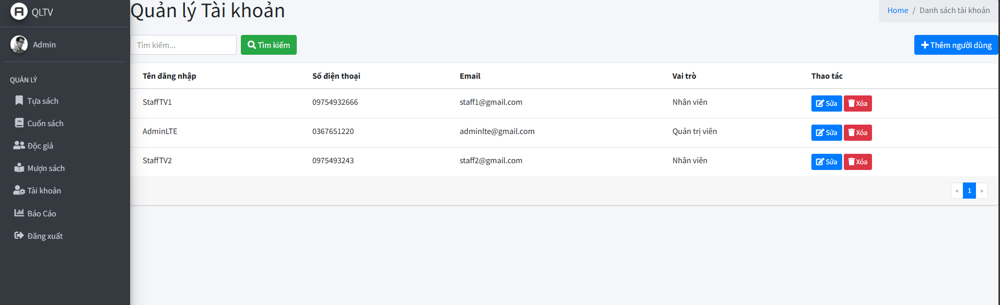 QLTV
Admin
QUẢN LÝ
Tựa sách
Cuốn sách
Độc giả
Mượn sách
Tài khoản
Báo Cáo
Đăng xuất
Quản lý Tài khoản
Home / Danh sách tài khoản
Tìm kiếm... Tìm kiếm Thêm người dùng
Tên đăng nhập Số điện thoại Email Vai trò Thao tác
StaffTV1 09754932666 staff1@gmail.com Nhân viên Sửa Xóa
AdminLTE 0367651220 adminlte@gmail.com Quản trị viên Sửa Xóa
StaffTV2 0975493243 staff2@gmail.com Nhân viên Sửa Xóa
« 1 »